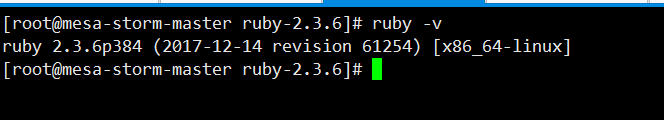 [root@mesa-storm-master ruby-2.3.6]# ruby -v
ruby 2.3.6p384 (2017-12-14 revision 61254) [x86_64-linux]
[root@mesa-storm-master ruby-2.3.6]#